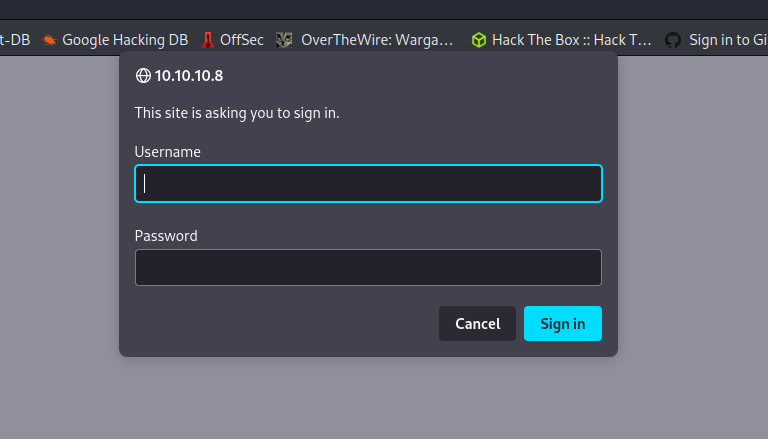 t-DB Google Hacking DB OffSec OverTheWire: Warga... Hack The Box :: Hack T... Sign in to Gi
10.10.10.8
This site is asking you to sign in.
Username
Password
Cancel Sign in